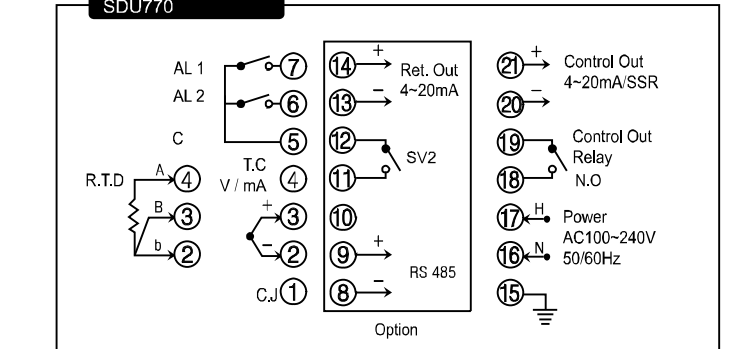 SDU770
AL 1
7
AL 2
6
C
5
R.T.D
A
4
B
3
b
2
T.C
V / mA
4
+
3
−
2
C.J
1
14
+
Ret. Out
13
−
4~20mA
12
SV2
11
10
9
+
RS 485
8
−
Option
21
+
Control Out
4~20mA/SSR
20
−
19
Control Out
Relay
18
N.O
17
H
Power
AC100~240V
16
N
50/60Hz
15